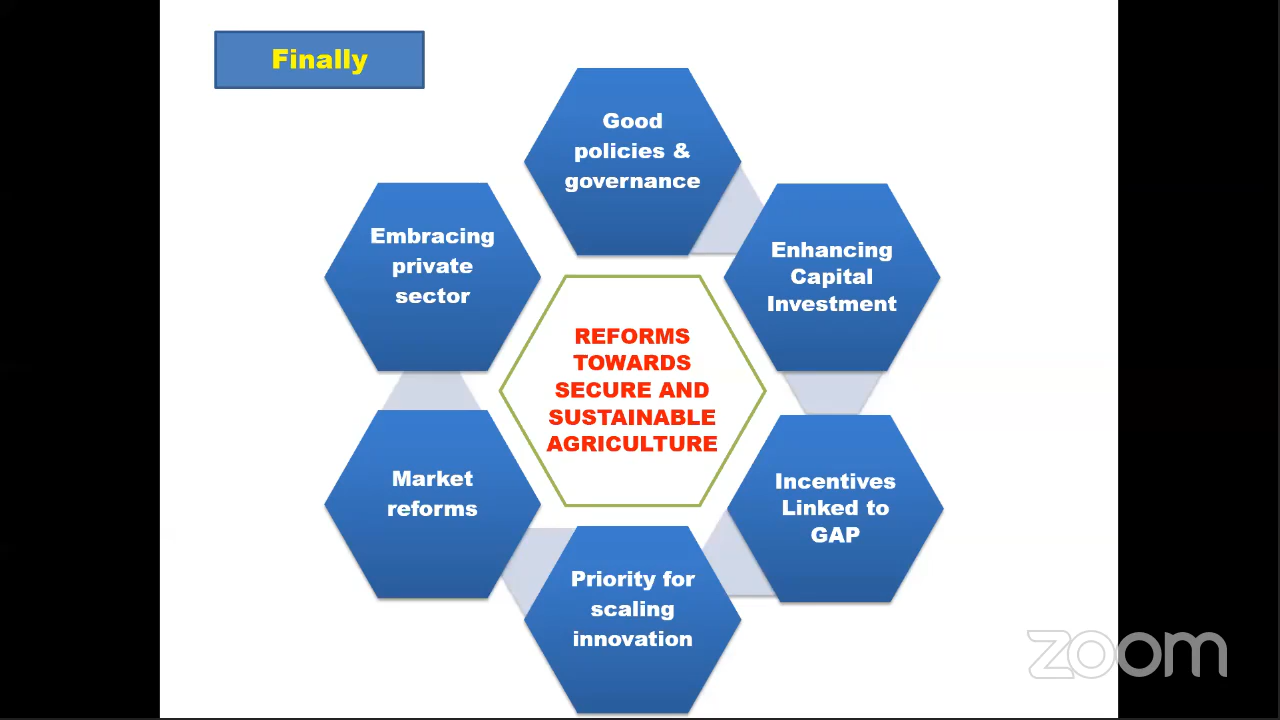 Finally
Good
policies &
governance
Enhancing
Capital
Investment
Incentives
Linked to
GAP
Priority for
scaling
innovation
Market
reforms
Embracing
private
sector
REFORMS
TOWARDS
SECURE AND
SUSTAINABLE
AGRICULTURE
zoom